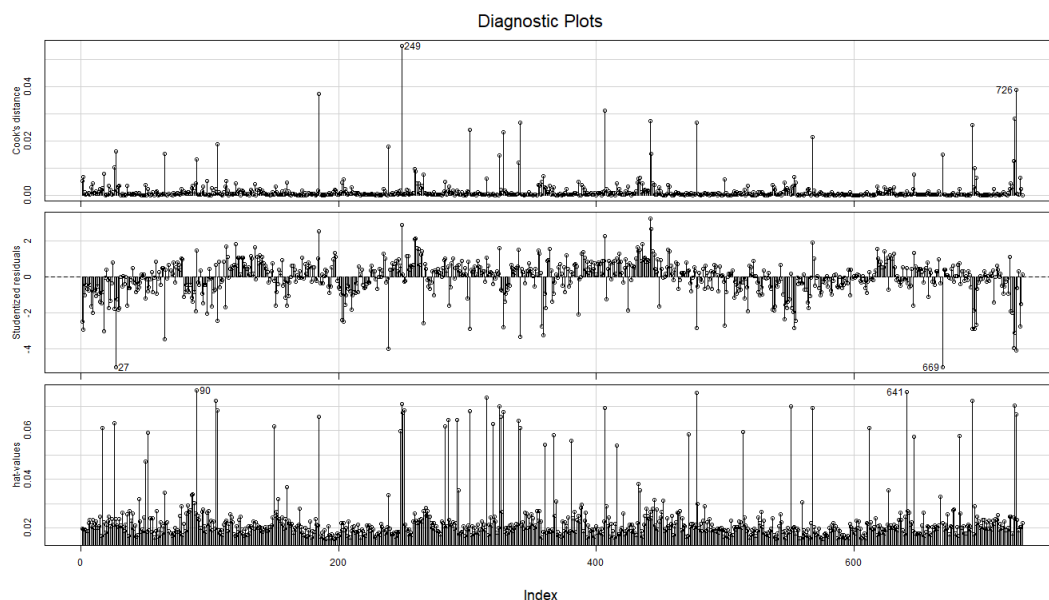 Diagnostic Plots
Cook's distance
0.04
0.02
0.00
249
726
Studentized residuals
2
0
-2
-4
27
669
hat-values
0.06
0.04
0.02
90
641
0 200 400 600
Index